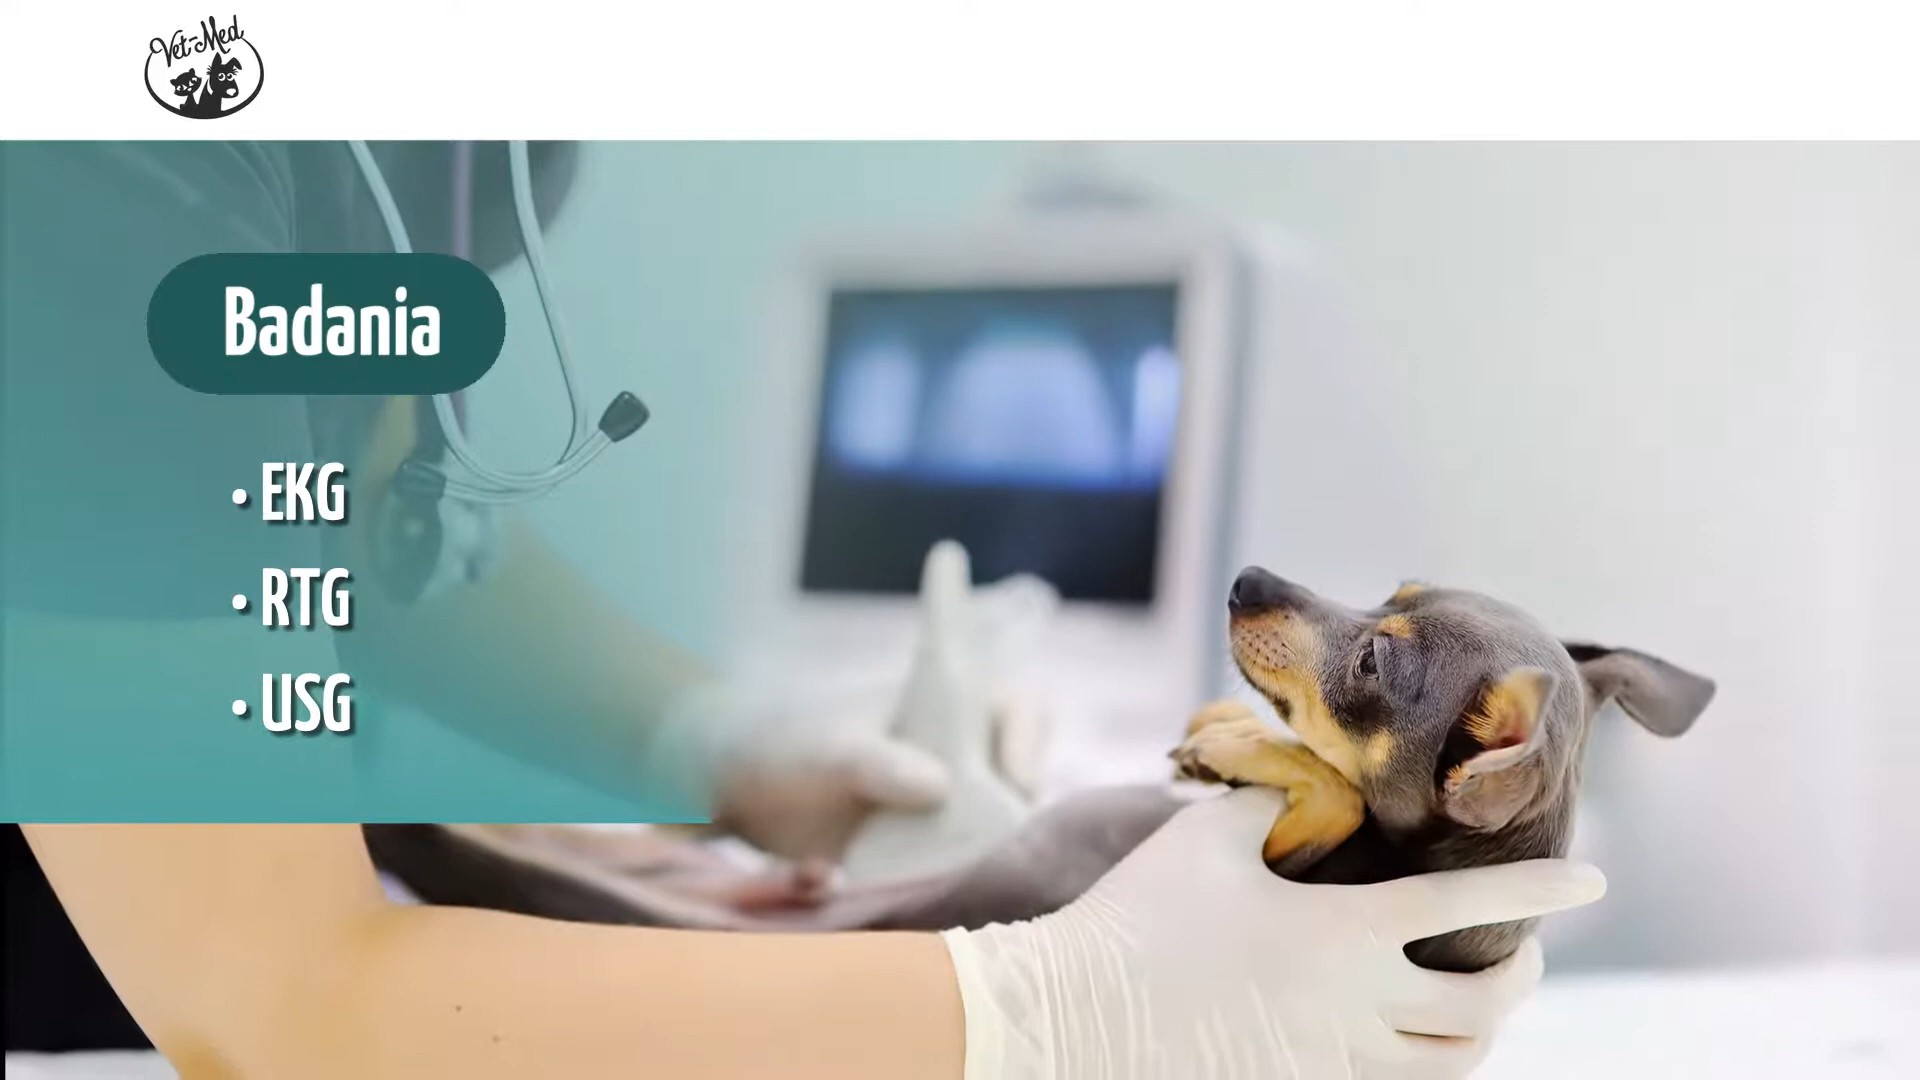 Vet-Med
Badania
• EKG
• RTG
• USG